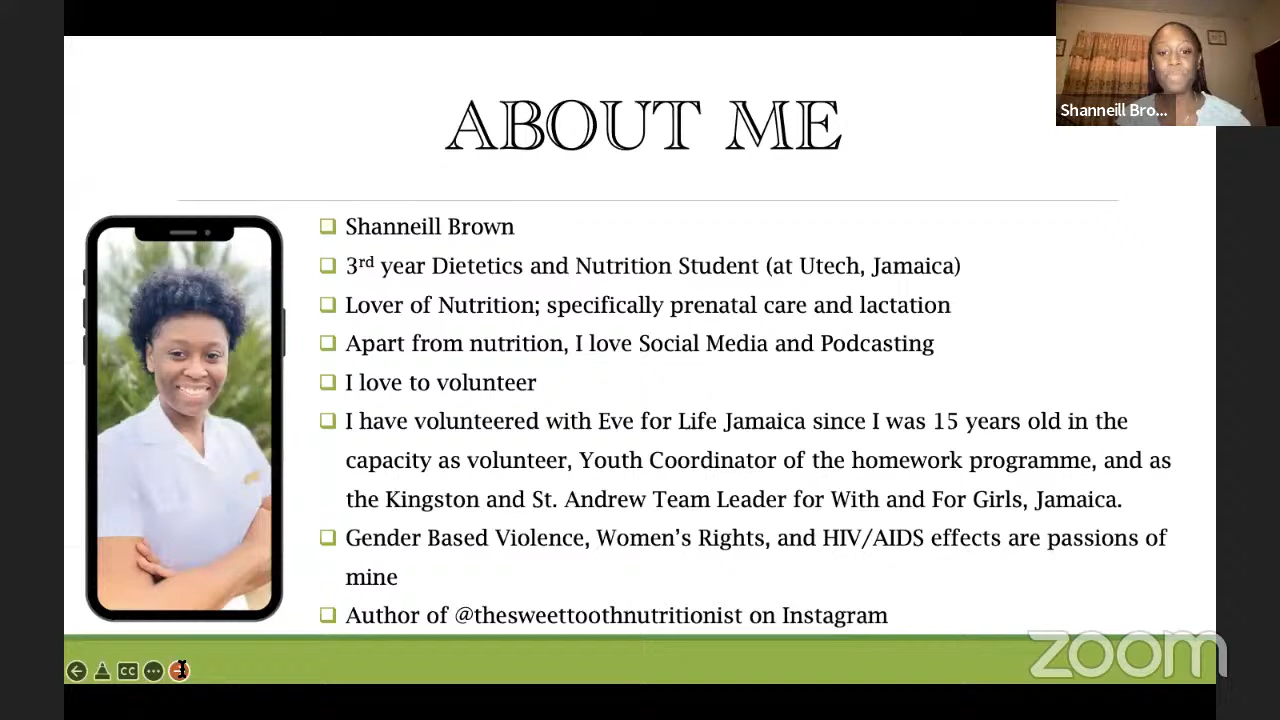 Shanneill Bro...
ABOUT ME
Shanneill Brown
3rd year Dietetics and Nutrition Student (at Utech, Jamaica)
Lover of Nutrition; specifically prenatal care and lactation
Apart from nutrition, I love Social Media and Podcasting
I love to volunteer
I have volunteered with Eve for Life Jamaica since I was 15 years old in the
capacity as volunteer, Youth Coordinator of the homework programme, and as
the Kingston and St. Andrew Team Leader for With and For Girls, Jamaica.
Gender Based Violence, Women's Rights, and HIV/AIDS effects are passions of
mine
Author of @thesweettoothnutritionist on Instagram
CC
zoom